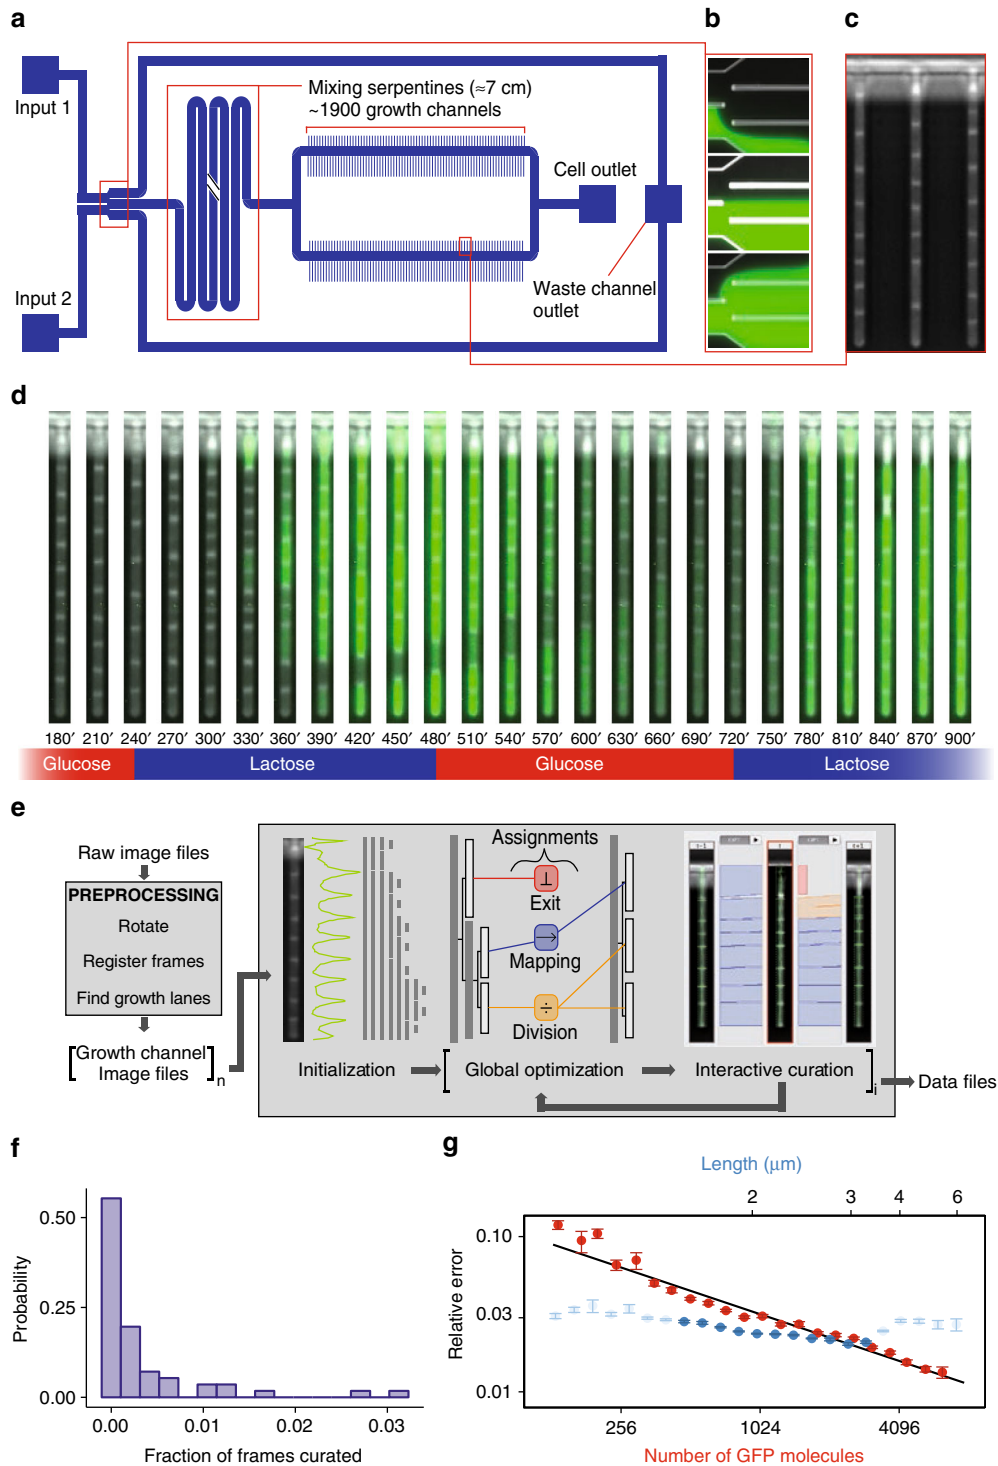 a
b
c
Input 1
Mixing serpentines (≈7 cm)
~1900 growth channels
Cell outlet
Input 2
Waste channel
outlet
d
180′ 210′ 240′ 270′ 300′ 330′ 360′ 390′ 420′ 450′ 480′ 510′ 540′ 570′ 600′ 630′ 660′ 690′ 720′ 750′ 780′ 810′ 840′ 870′ 900′
Glucose Lactose Glucose Lactose
e
Raw image files
PREPROCESSING
Rotate
Register frames
Find growth lanes
[Growth channel
Image files]n
Assignments
⊥
Exit
→
Mapping
÷
Division
t-1
t
t+1
Initialization
[Global optimization
Interactive curation]i
Data files
f
Probability
0.50
0.25
0.00
0.00 0.01 0.02 0.03
Fraction of frames curated
g
Length (μm)
2 3 4 6
Relative error
0.10
0.03
0.01
256 1024 4096
Number of GFP molecules